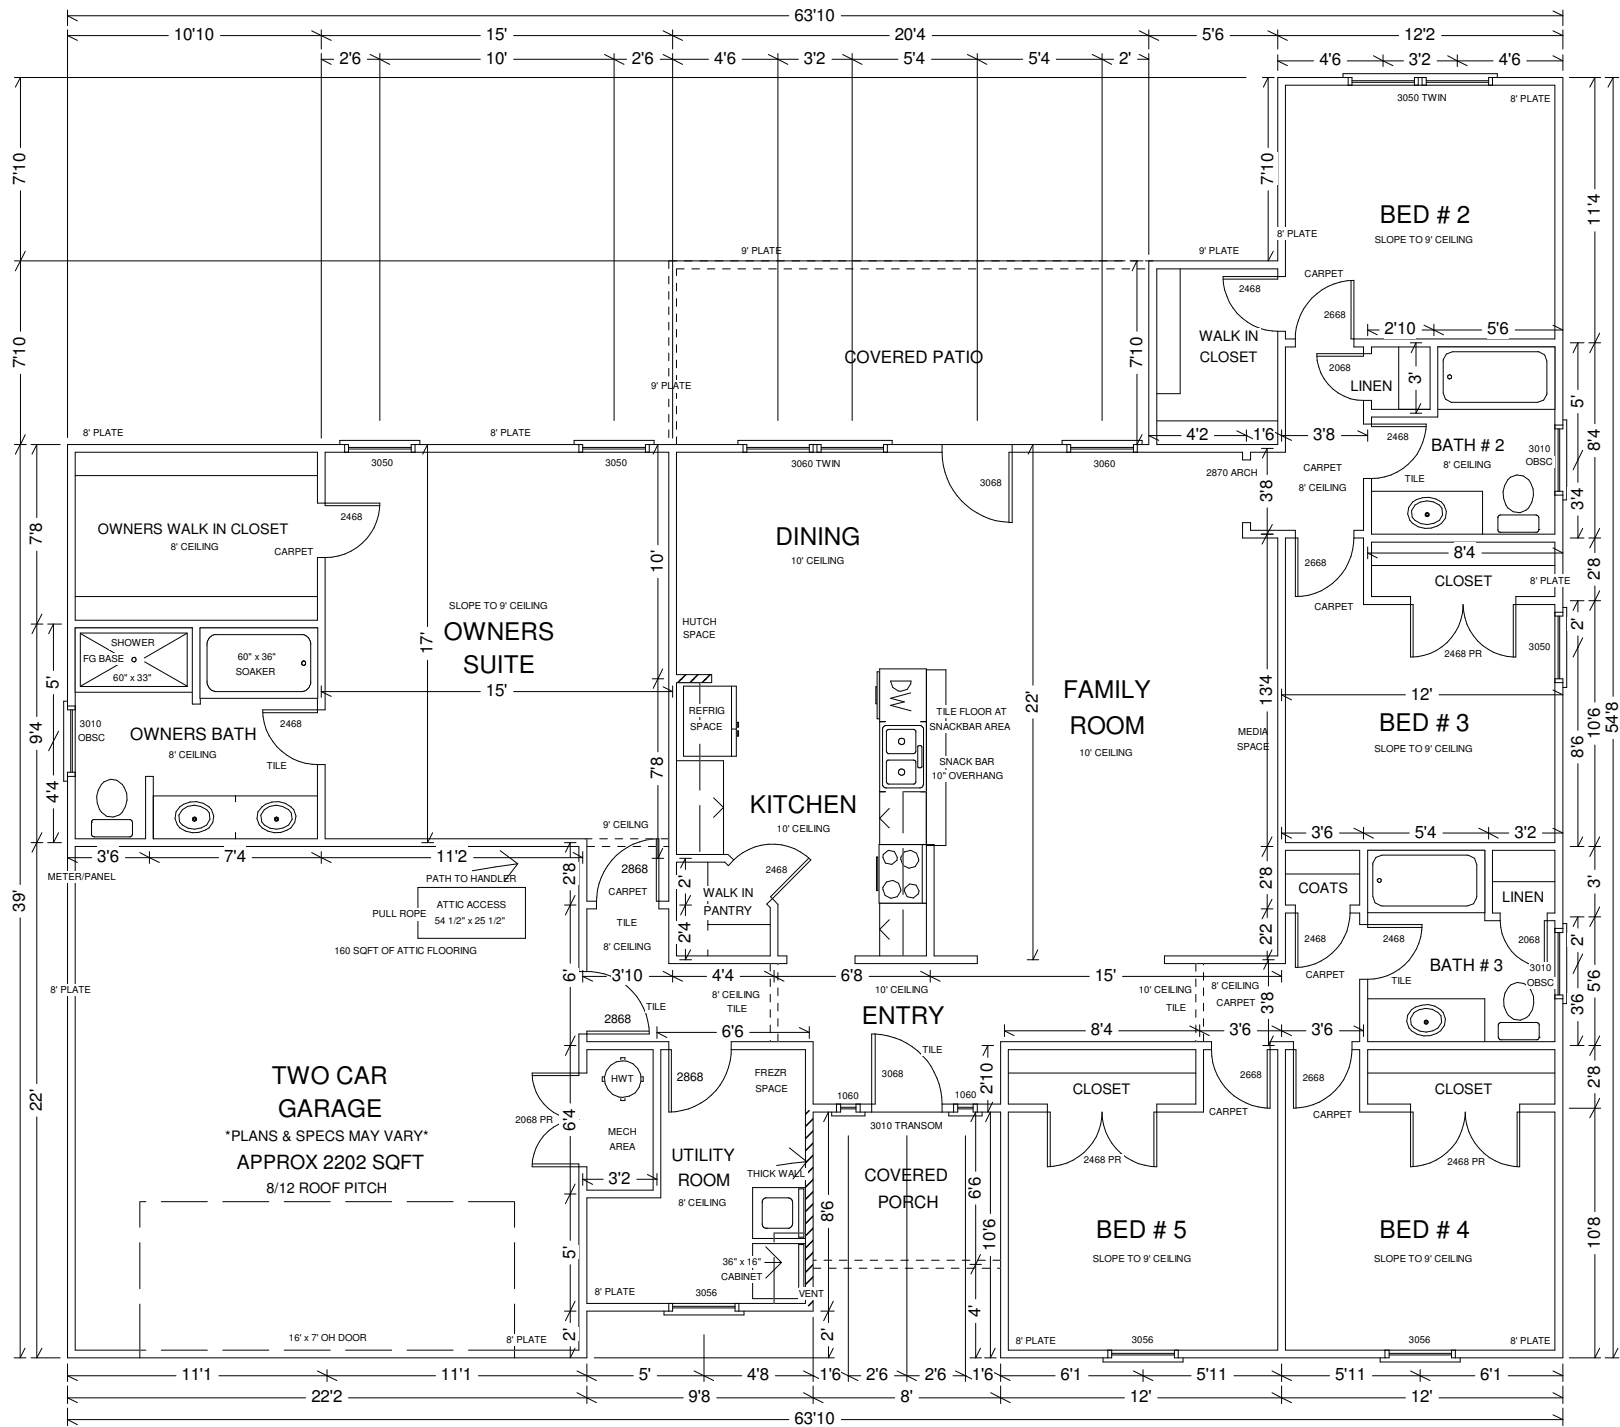 63'10
10'10 15' 20'4 5'6 12'2
2'6 10' 2'6 4'6 3'2 5'4 5'4 2' 4'6 3'2 4'6
3050 TWIN 8' PLATE
7'10 7'10 11'4
BED # 2
SLOPE TO 9' CEILING
8' PLATE
9' PLATE 9' PLATE
CARPET
2468
2668
2'10 5'6
WALK IN
CLOSET
COVERED PATIO
7'10 7'10
2068
LINEN
3'
5'
9' PLATE
8' PLATE 8' PLATE
4'2 1'6 3'8
2468
BATH # 2
8' CEILING
3010
OBSC
8'4
3050 3050 3060 TWIN 3060
2870 ARCH
CARPET
8' CEILING
TILE
3068
3'8
3'4
2468
OWNERS WALK IN CLOSET
8' CEILING
CARPET
7'8
DINING
10' CEILING
10'
2668
8'4
CLOSET
8' PLATE
2'8
CARPET
SLOPE TO 9' CEILING
OWNERS
SUITE
17'
HUTCH
SPACE
2'
2468 PR
3050
SHOWER
FG BASE
60" x 33"
60" x 36"
SOAKER
15'
5'
9'4
REFRIG
SPACE
DW
TILE FLOOR AT
SNACKBAR AREA
22'
FAMILY
ROOM
10' CEILING
13'4
12'
BED # 3
SLOPE TO 9' CEILING
MEDIA
SPACE
10'6
54'8
8'6
3010
OBSC
OWNERS BATH
8' CEILING
2468
TILE
4'4
7'8
SNACK BAR
10" OVERHANG
KITCHEN
10' CEILING
9' CEILNG
3'6 5'4 3'2
3'6 7'4 11'2
METER/PANEL
PATH TO HANDLER
2'8
2868
CARPET
2'
2468
WALK IN
PANTRY
2'4
2'8
COATS
LINEN
3'
39'
PULL ROPE
ATTIC ACCESS
54 1/2" x 25 1/2"
160 SQFT OF ATTIC FLOORING
TILE
8' CEILING
2'2
2468
2468
2068
2'
BATH # 3
3010
OBSC
5'6
3'6
CARPET
TILE
8' PLATE
6'
3'10 4'4 6'8 15'
8' CEILING
TILE
10' CEILING
10' CEILING
TILE
8' CEILING
CARPET
3'8
TILE
2868
ENTRY
6'6
8'4 3'6 3'6
TILE
2'10
22'
TWO CAR
GARAGE
*PLANS & SPECS MAY VARY*
APPROX 2202 SQFT
8/12 ROOF PITCH
HWT
2868
FREZR
SPACE
3068
1060 1060
3010 TRANSOM
CLOSET
2668
CARPET
2668
CARPET
CLOSET
2'8
2068 PR
6'4
MECH
AREA
3'2
UTILITY
ROOM
8' CEILING
THICK WALL
COVERED
PORCH
6'6
2468 PR
2468 PR
8'6
10'6
BED # 5
SLOPE TO 9' CEILING
BED # 4
SLOPE TO 9' CEILING
10'8
5'
36" x 16"
CABINET
VENT
8' PLATE
3056
4'
2'
16' x 7' OH DOOR
8' PLATE
2'
8' PLATE
3056
3056
8' PLATE
11'1 11'1 5' 4'8 1'6 2'6 2'6 1'6 6'1 5'11 5'11 6'1
22'2 9'8 8' 12' 12'
63'10